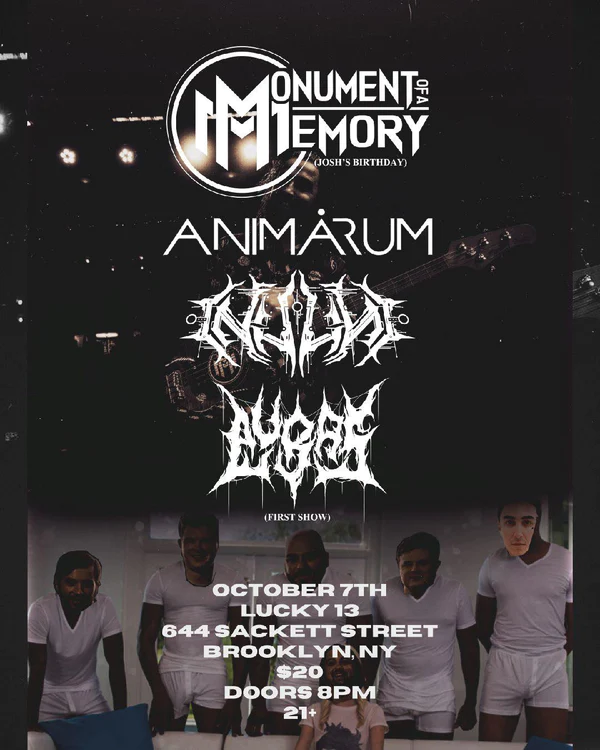 MONUMENT OF A
MEMORY
(JOSH'S BIRTHDAY)
ANIMÅRUM
(FIRST SHOW)
OCTOBER 7TH
LUCKY 13
644 SACKETT STREET
BROOKLYN, NY
$20
DOORS 8PM
21+